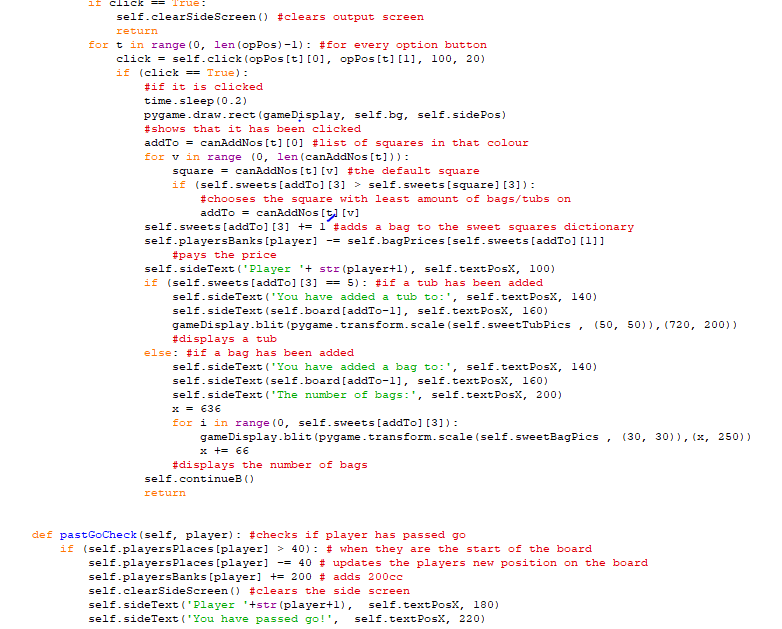 if click == True:
self.clearSideScreen() #clears output screen
return
for t in range(0, len(opPos)-1): #for every option button
click = self.click(opPos[t][0], opPos[t][1], 100, 20)
if (click == True):
#if it is clicked
time.sleep(0.2)
pygame.draw.rect(gameDisplay, self.bg, self.sidePos)
#shows that it has been clicked
addTo = canAddNos[t][0] #list of squares in that colour
for v in range (0, len(canAddNos[t])):
square = canAddNos[t][v] #the default square
if (self.sweets[addTo][3] > self.sweets[square][3]):
#chooses the square with least amount of bags/tubs on
addTo = canAddNos[t][v]
self.sweets[addTo][3] += 1 #adds a bag to the sweet squares dictionary
self.playersBanks[player] -= self.bagPrices[self.sweets[addTo][1]]
#pays the price
self.sideText('Player '+ str(player+1), self.textPosX, 100)
if (self.sweets[addTo][3] == 5): #if a tub has been added
self.sideText('You have added a tub to:', self.textPosX, 140)
self.sideText(self.board[addTo-1], self.textPosX, 160)
gameDisplay.blit(pygame.transform.scale(self.sweetTubPics , (50, 50)),(720, 200))
#displays a tub
else: #if a bag has been added
self.sideText('You have added a bag to:', self.textPosX, 140)
self.sideText(self.board[addTo-1], self.textPosX, 160)
self.sideText('The number of bags:', self.textPosX, 200)
x = 636
for i in range(0, self.sweets[addTo][3]):
gameDisplay.blit(pygame.transform.scale(self.sweetBagPics , (30, 30)),(x, 250))
x += 66
#displays the number of bags
self.continueB()
return
def pastGoCheck(self, player): #checks if player has passed go
if (self.playersPlaces[player] > 40): # when they are the start of the board
self.playersPlaces[player] -= 40 # updates the players new position on the board
self.playersBanks[player] += 200 # adds 200cc
self.clearSideScreen() #clears the side screen
self.sideText('Player '+str(player+1), self.textPosX, 180)
self.sideText('You have passed go!', self.textPosX, 220)